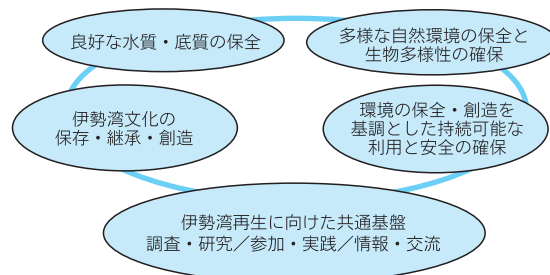 良好な水質・底質の保全
多様な自然環境の保全と
生物多様性の確保
伊勢湾文化の
保存・継承・創造
環境の保全・創造を
基調とした持続可能な
利用と安全の確保
伊勢湾再生に向けた共通基盤
調査・研究／参加・実践／情報・交流